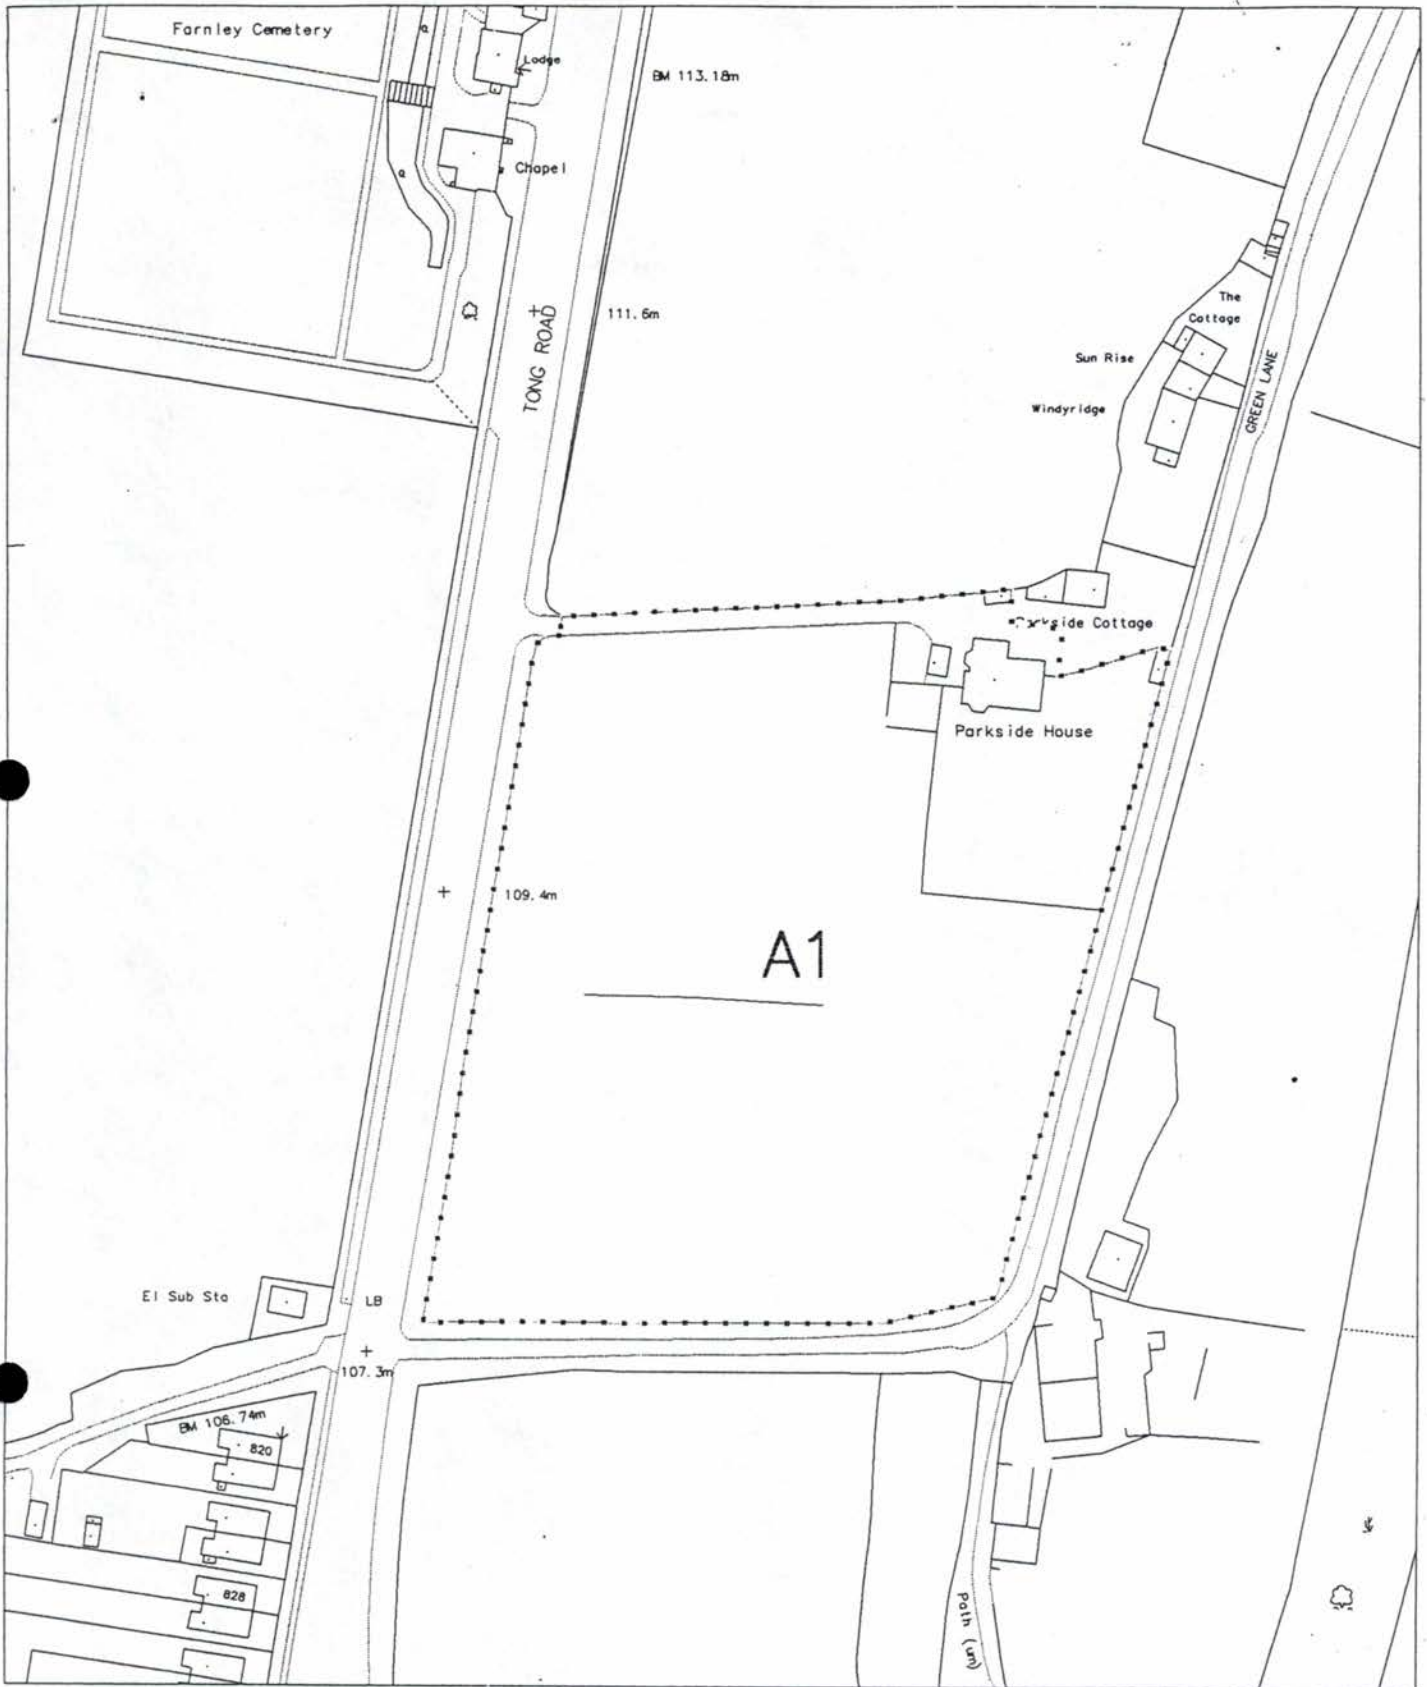 Farnley Cemetery
Lodge
BM 113.18m
Chapel
TONG ROAD
111.6m
The
Cottage
Sun Rise
Windyridge
GREEN LANE
Parkside Cottage
Parkside House
109.4m
A1
El Sub Sta
LB
107.3m
BM 106.74m
820
828
Path (um)